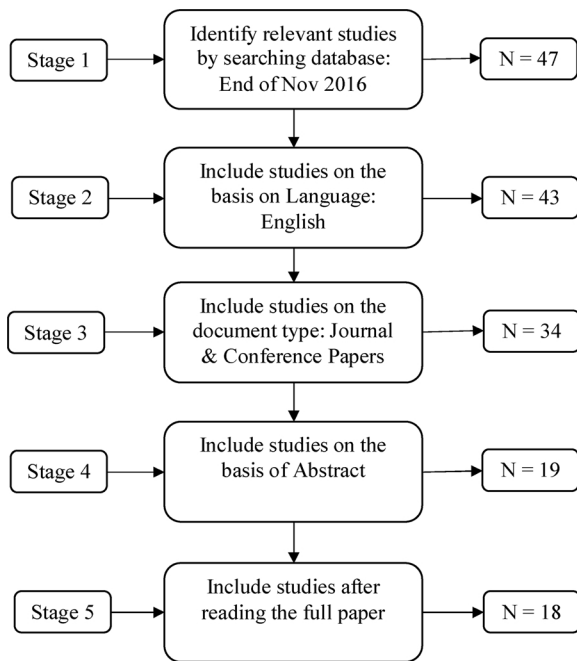 Stage 1
Identify relevant studies
by searching database:
End of Nov 2016
N = 47
Stage 2
Include studies on the
basis on Language:
English
N = 43
Stage 3
Include studies on the
document type: Journal
& Conference Papers
N = 34
Stage 4
Include studies on the
basis of Abstract
N = 19
Stage 5
Include studies after
reading the full paper
N = 18